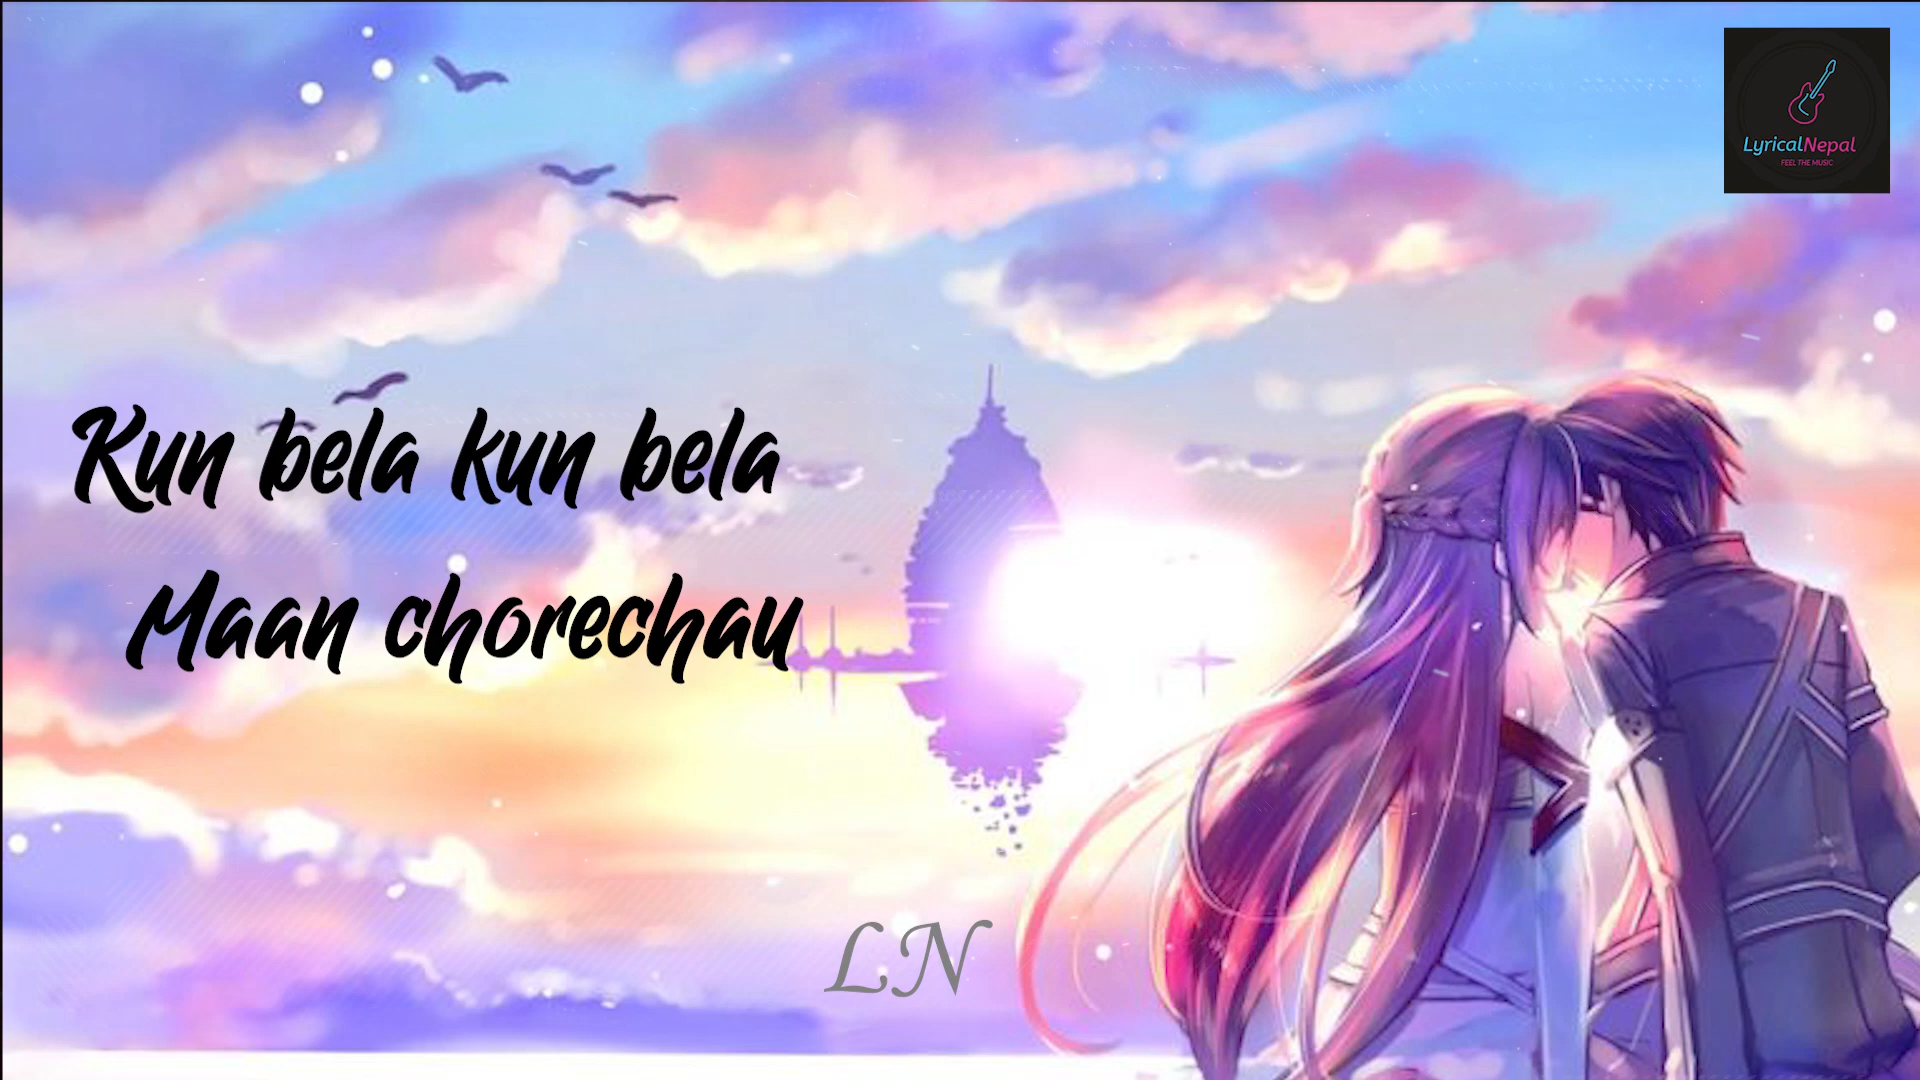 LyricalNepal
FEEL THE MUSIC
Kun bela kun bela
Maan chorechau
LN